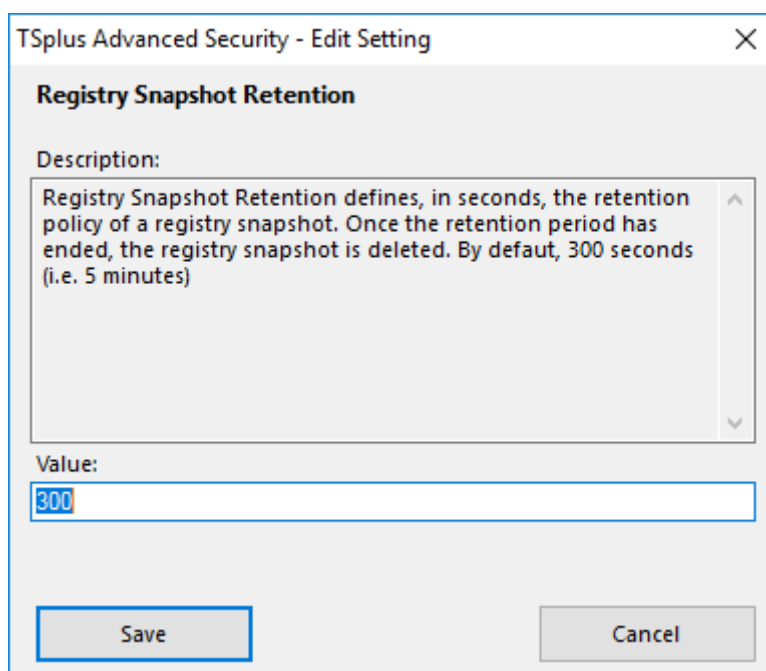 TSplus Advanced Security - Edit Setting
Registry Snapshot Retention
Description:
Registry Snapshot Retention defines, in seconds, the retention
policy of a registry snapshot. Once the retention period has
ended, the registry snapshot is deleted. By defaut, 300 seconds
(i.e. 5 minutes)
Value:
300
Save
Cancel